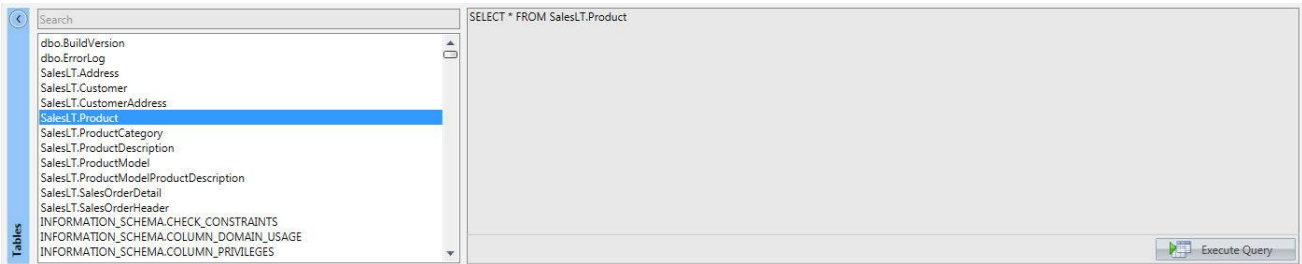 Search
SELECT * FROM SalesLT.Product
dbo.BuildVersion
dbo.ErrorLog
SalesLT.Address
SalesLT.Customer
SalesLT.CustomerAddress
SalesLT.Product
SalesLT.ProductCategory
SalesLT.ProductDescription
SalesLT.ProductModel
SalesLT.ProductModelProductDescription
SalesLT.SalesOrderDetail
SalesLT.SalesOrderHeader
INFORMATION_SCHEMA.CHECK_CONSTRAINTS
INFORMATION_SCHEMA.COLUMN_DOMAIN_USAGE
INFORMATION_SCHEMA.COLUMN_PRIVILEGES
Tables
Execute Query